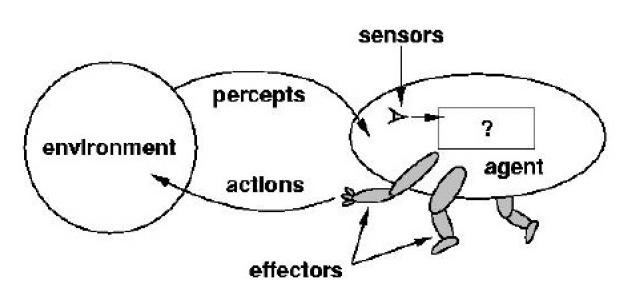 sensors
percepts
environment
?
agent
actions
effectors